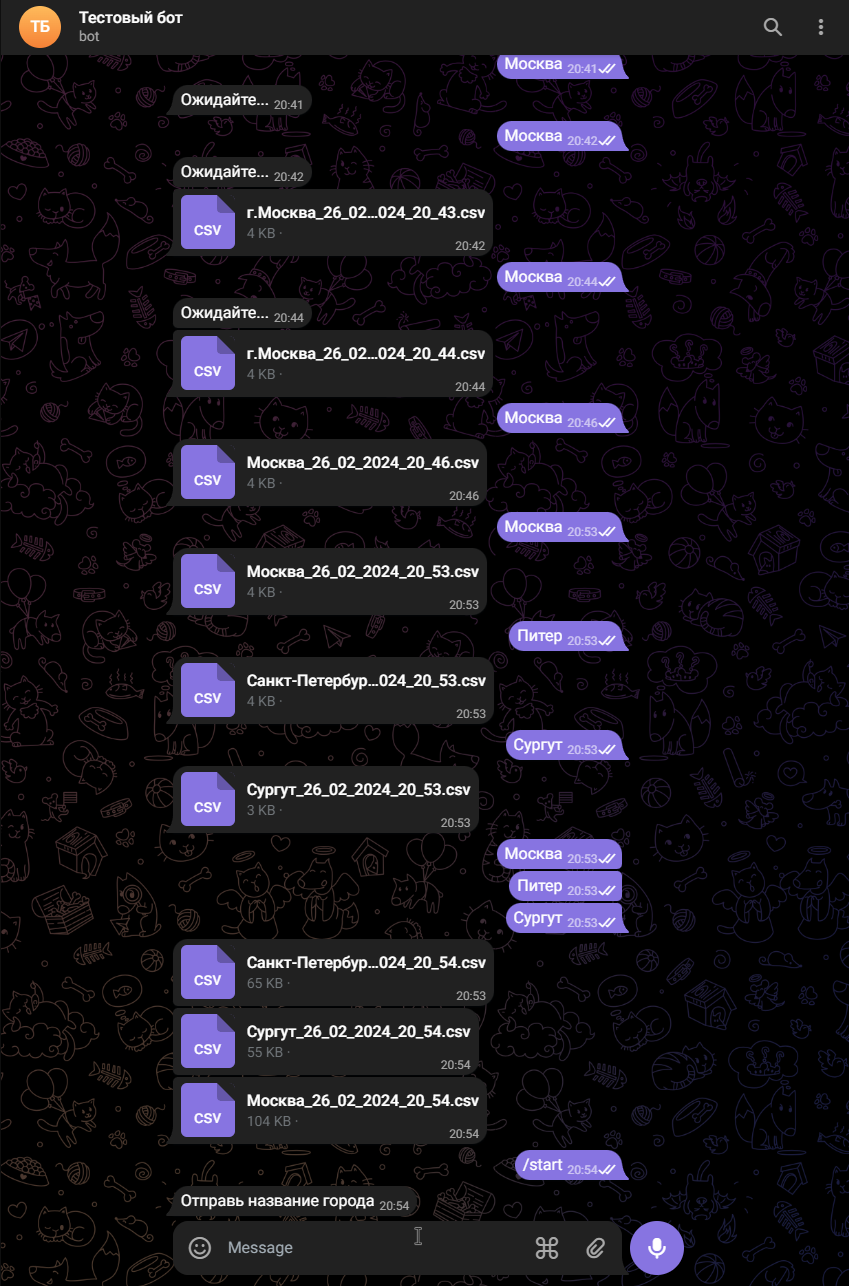 ТБ
Тестовый бот
bot
Москва 20:41
Ожидайте... 20:41
Москва 20:42
Ожидайте... 20:42
CSV
г.Москва_26_02...024_20_43.csv
4 KB ·
20:42
Москва 20:44
Ожидайте... 20:44
CSV
г.Москва_26_02...024_20_44.csv
4 KB ·
20:44
Москва 20:46
CSV
Москва_26_02_2024_20_46.csv
4 KB ·
20:46
Москва 20:53
CSV
Москва_26_02_2024_20_53.csv
4 KB ·
20:53
Питер 20:53
CSV
Санкт-Петербур...024_20_53.csv
4 KB ·
20:53
Сургут 20:53
CSV
Сургут_26_02_2024_20_53.csv
3 KB ·
20:53
Москва 20:53
Питер 20:53
Сургут 20:53
CSV
Санкт-Петербур...024_20_54.csv
65 KB ·
20:53
CSV
Сургут_26_02_2024_20_54.csv
55 KB ·
20:54
CSV
Москва_26_02_2024_20_54.csv
104 KB ·
20:54
/start 20:54
Отправь название города 20:54
Message